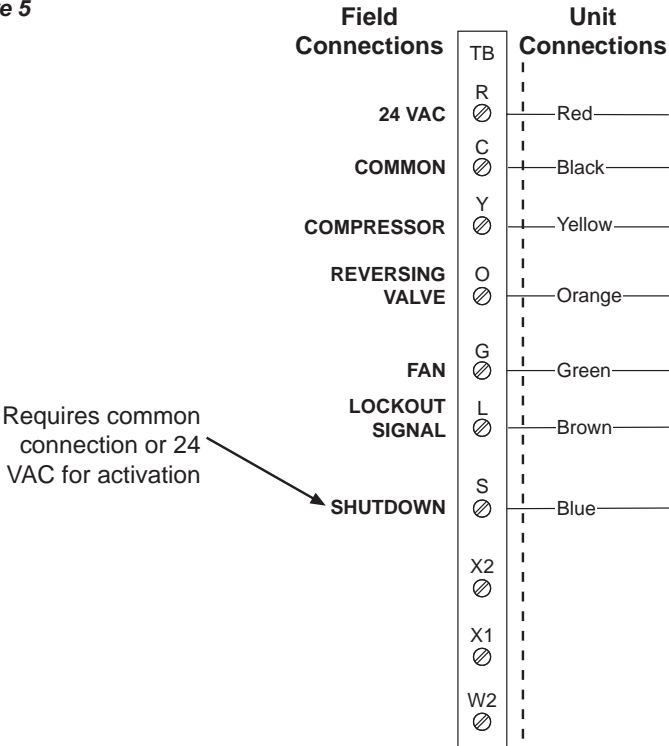 5
Field
Connections
Unit
Connections
TB
R
24 VAC
Red
C
COMMON
Black
Y
COMPRESSOR
Yellow
REVERSING
VALVE
O
Orange
G
FAN
Green
LOCKOUT
SIGNAL
L
Brown
Requires common
connection or 24
VAC for activation
S
SHUTDOWN
Blue
X2
X1
W2